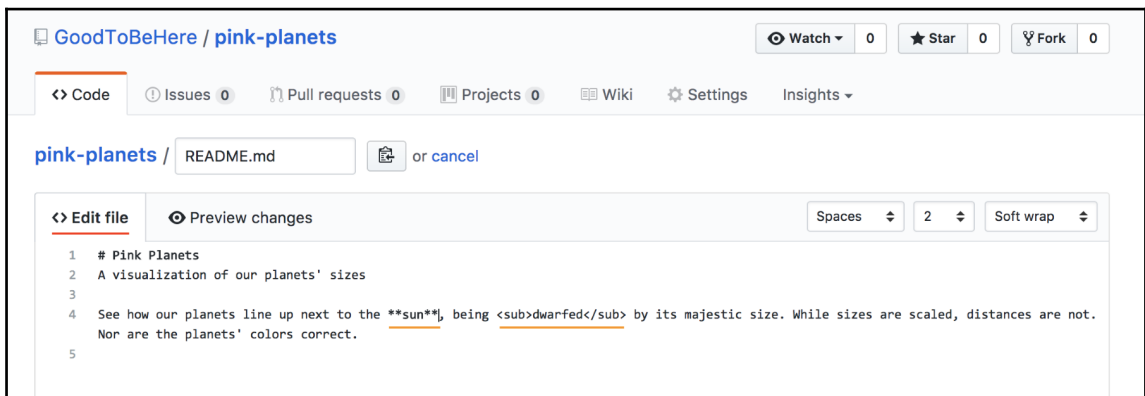 GoodToBeHere / pink-planets
Watch 0 Star 0 Fork 0
<> Code Issues 0 Pull requests 0 Projects 0 Wiki Settings Insights
pink-planets / README.md or cancel
<> Edit file Preview changes Spaces 2 Soft wrap
1 # Pink Planets
2 A visualization of our planets' sizes
3
4 See how our planets line up next to the **sun**, being <sub>dwarfed</sub> by its majestic size. While sizes are scaled, distances are not.
Nor are the planets' colors correct.
5